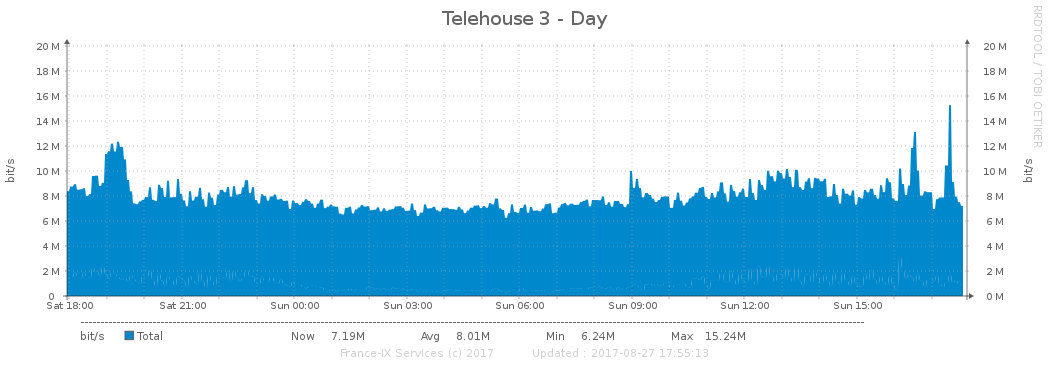 Telehouse 3 - Day
RRDTOOL / TOBI OETIKER
bit/s
20 M 20 M
18 M 18 M
16 M 16 M
14 M 14 M
12 M 12 M
10 M 10 M
8 M 8 M
6 M 6 M
4 M 4 M
2 M 2 M
0 0 M
bit/s
Sat 18:00 Sat 21:00 Sun 00:00 Sun 03:00 Sun 06:00 Sun 09:00 Sun 12:00 Sun 15:00
bit/s Total Now 7.19M Avg 8.01M Min 6.24M Max 15.24M
France-IX Services (c) 2017 Updated : 2017-08-27 17:55:13